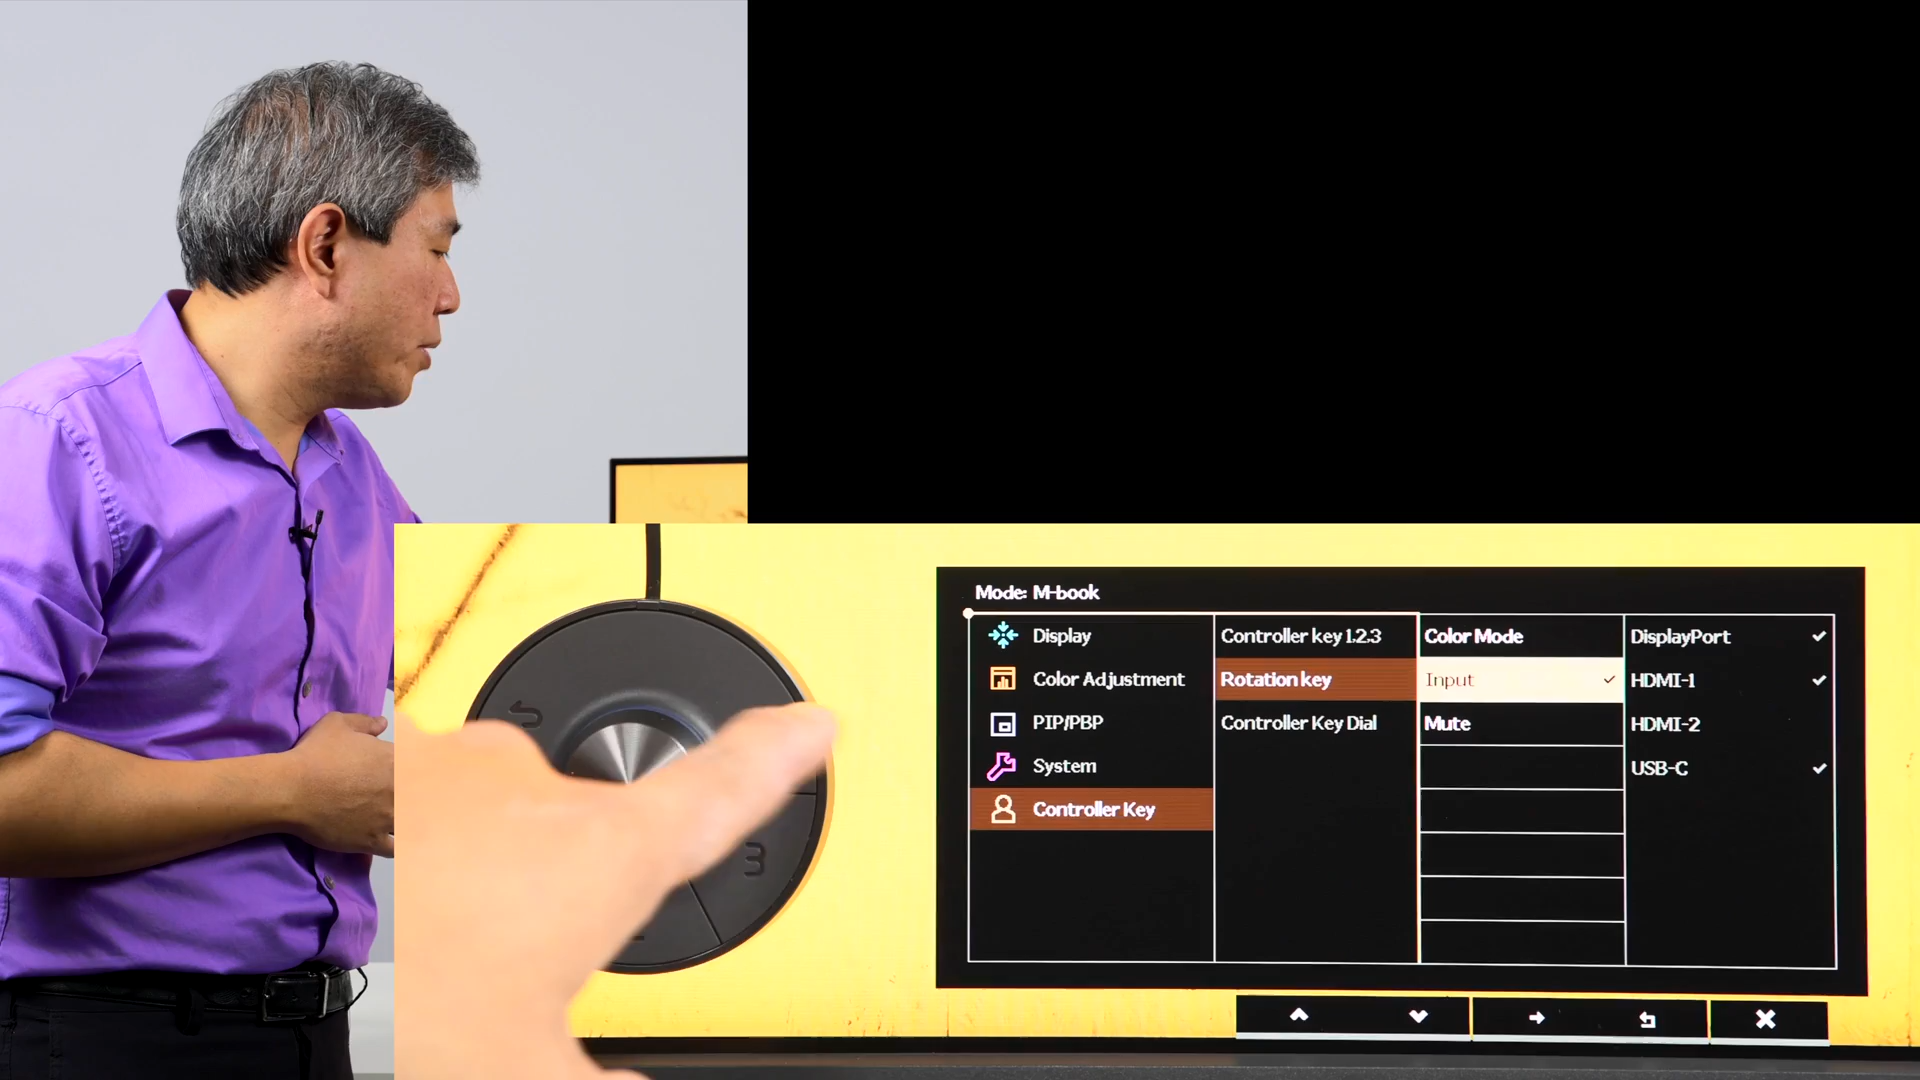 Mode: M-book
Display
Color Adjustment
PIP/PBP
System
Controller Key
Controller key 1.2.3
Rotation key
Controller Key Dial
Color Mode
Input
Mute
DisplayPort
HDMI-1
HDMI-2
USB-C
3